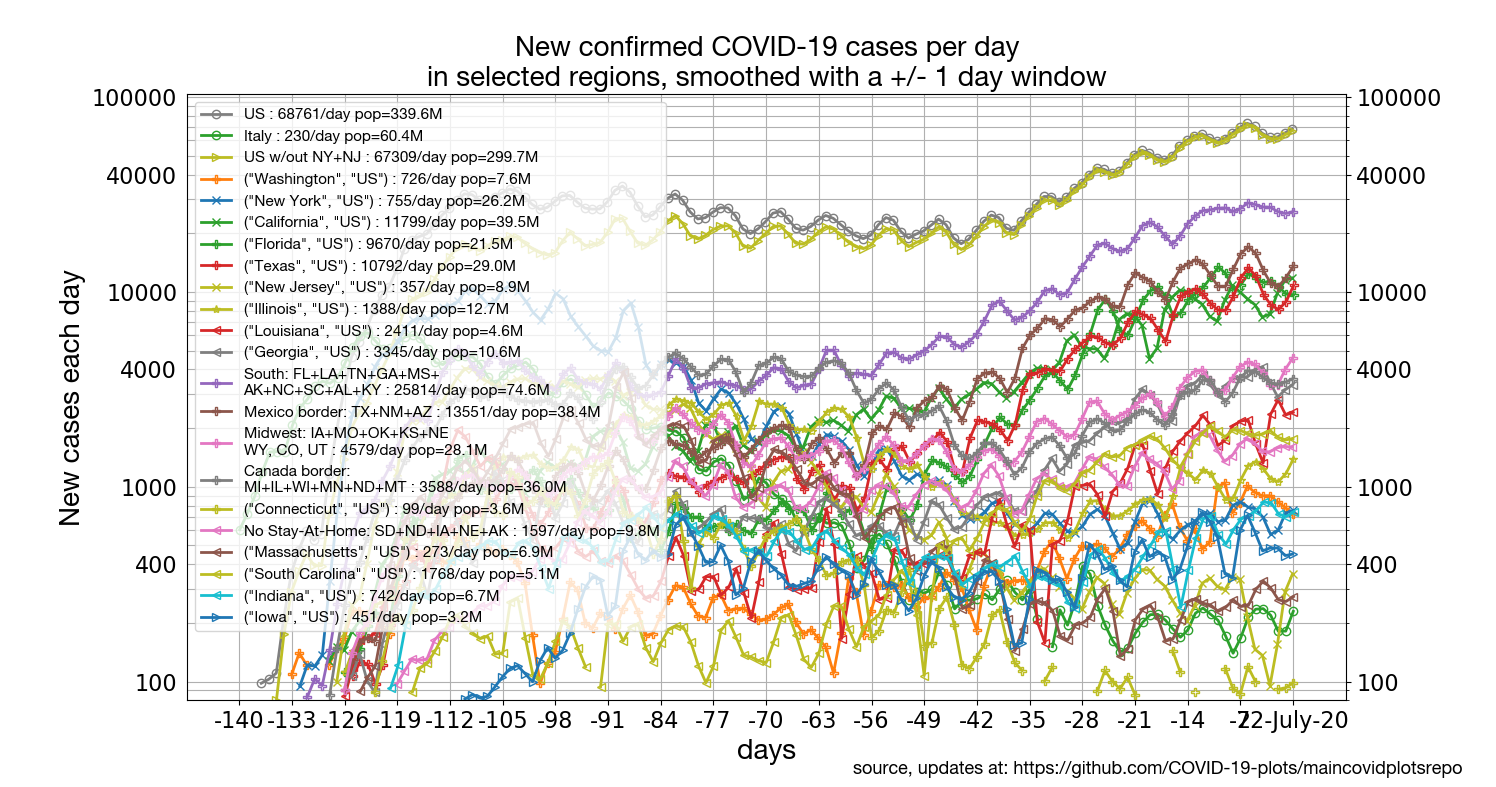 New confirmed COVID-19 cases per day
in selected regions, smoothed with a +/- 1 day window
100000
40000
10000
4000
1000
400
100
New cases each day
US : 68761/day pop=339.6M
Italy : 230/day pop=60.4M
US w/out NY+NJ : 67309/day pop=299.7M
("Washington", "US") : 726/day pop=7.6M
("New York", "US") : 755/day pop=26.2M
("California", "US") : 11799/day pop=39.5M
("Florida", "US") : 9670/day pop=21.5M
("Texas", "US") : 10792/day pop=29.0M
("New Jersey", "US") : 357/day pop=8.9M
("Illinois", "US") : 1388/day pop=12.7M
("Louisiana", "US") : 2411/day pop=4.6M
("Georgia", "US") : 3345/day pop=10.6M
South: FL+LA+TN+GA+MS+
AK+NC+SC+AL+KY : 25814/day pop=74.6M
Mexico border: TX+NM+AZ : 13551/day pop=38.4M
Midwest: IA+MO+OK+KS+NE
WY, CO, UT : 4579/day pop=28.1M
Canada border:
MI+IL+WI+MN+ND+MT : 3588/day pop=36.0M
("Connecticut", "US") : 99/day pop=3.6M
No Stay-At-Home: SD+ND+IA+NE+AK : 1597/day pop=9.8M
("Massachusetts", "US") : 273/day pop=6.9M
("South Carolina", "US") : 1768/day pop=5.1M
("Indiana", "US") : 742/day pop=6.7M
("Iowa", "US") : 451/day pop=3.2M
100000
40000
10000
4000
1000
400
100
-140 -133 -126 -119 -112 -105 -98 -91 -84 -77 -70 -63 -56 -49 -42 -35 -28 -21 -14 -7 22-July-20
days
source, updates at: https://github.com/COVID-19-plots/maincovidplotsrepo